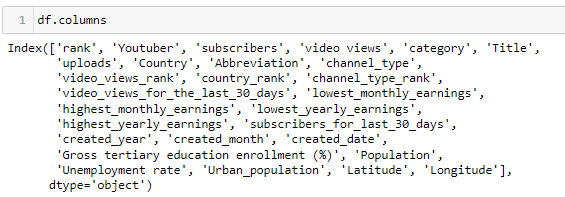 1 df.columns
Index(['rank', 'Youtuber', 'subscribers', 'video views', 'category', 'Title',
'uploads', 'Country', 'Abbreviation', 'channel_type',
'video_views_rank', 'country_rank', 'channel_type_rank',
'video_views_for_the_last_30_days', 'lowest_monthly_earnings',
'highest_monthly_earnings', 'lowest_yearly_earnings',
'highest_yearly_earnings', 'subscribers_for_last_30_days',
'created_year', 'created_month', 'created_date',
'Gross tertiary education enrollment (%)', 'Population',
'Unemployment rate', 'Urban_population', 'Latitude', 'Longitude'],
dtype='object')